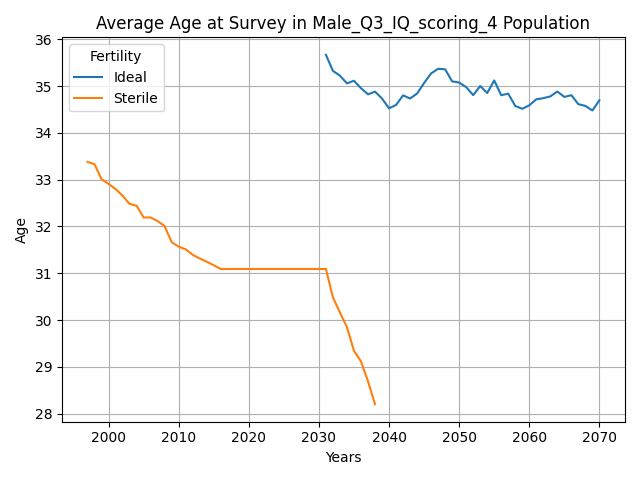 Average Age at Survey in Male_Q3_IQ_scoring_4 Population
Fertility
Ideal
Sterile
Age
36
35
34
33
32
31
30
29
28
2000 2010 2020 2030 2040 2050 2060 2070
Years